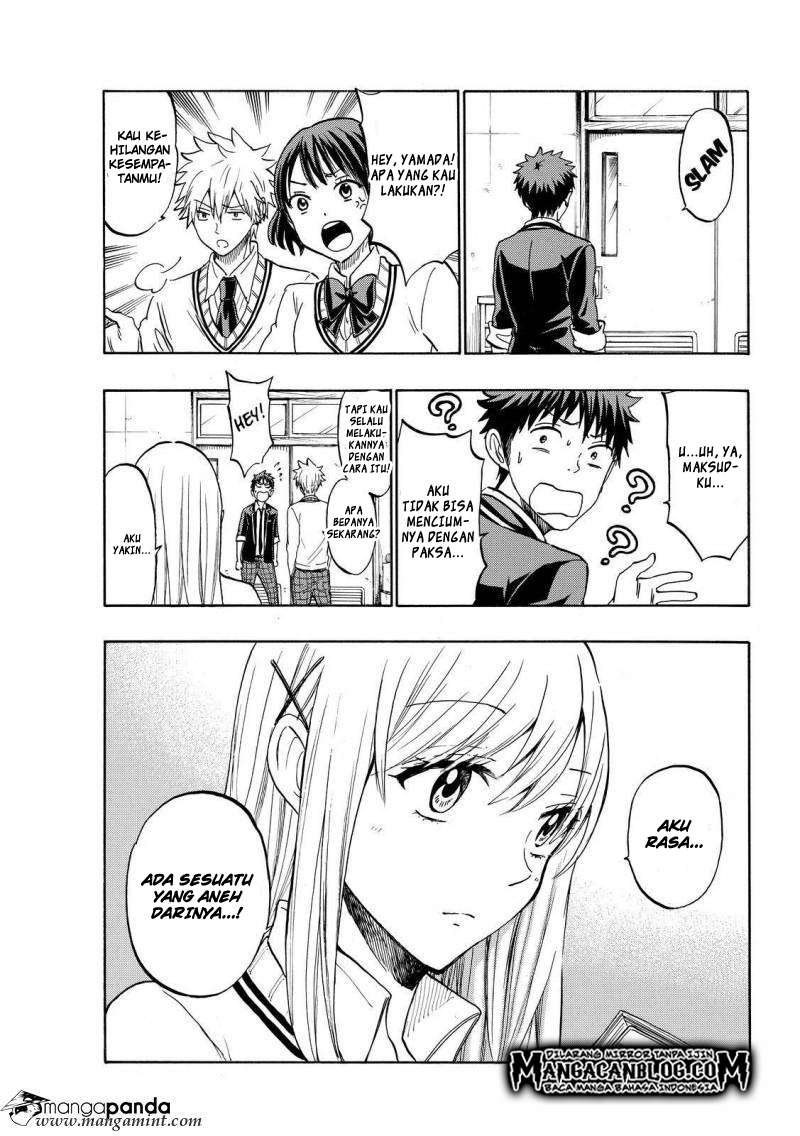 SLAM
HEY, YAMADA!
APA YANG KAU
LAKUKAN?!
KAU KE-
HILANGAN
KESEMPA-
TANMU!
U...UH, YA,
MAKSUD-
KU...
AKU
TIDAK BISA
MENCIUM-
NYA DENGAN
PAKSA...
TAPI KAU
SELALU
MELAKU-
KANNYA
DENGAN
CARA ITU!
APA
BEDANYA
SEKARANG?
HEY!
AKU
YAKIN...
AKU
RASA...
ADA SESUATU
YANG ANEH
DARINYA...!
DILARANG MIRROR TANPA IJIN
MANGACANBLOG.COM
BACA MANGA BAHASA INDONESIA
mangapanda
www.mangamint.com